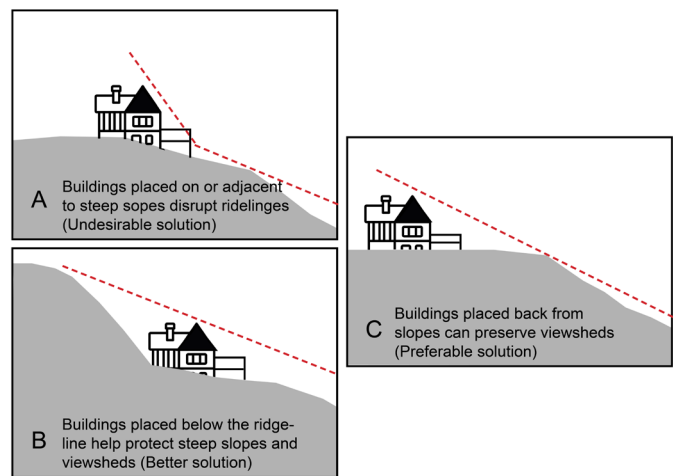 A
Buildings placed on or adjacent
to steep sopes disrupt ridelinges
(Undesirable solution)
B
Buildings placed below the ridge-
line help protect steep slopes and
viewsheds (Better solution)
C
Buildings placed back from
slopes can preserve viewsheds
(Preferable solution)